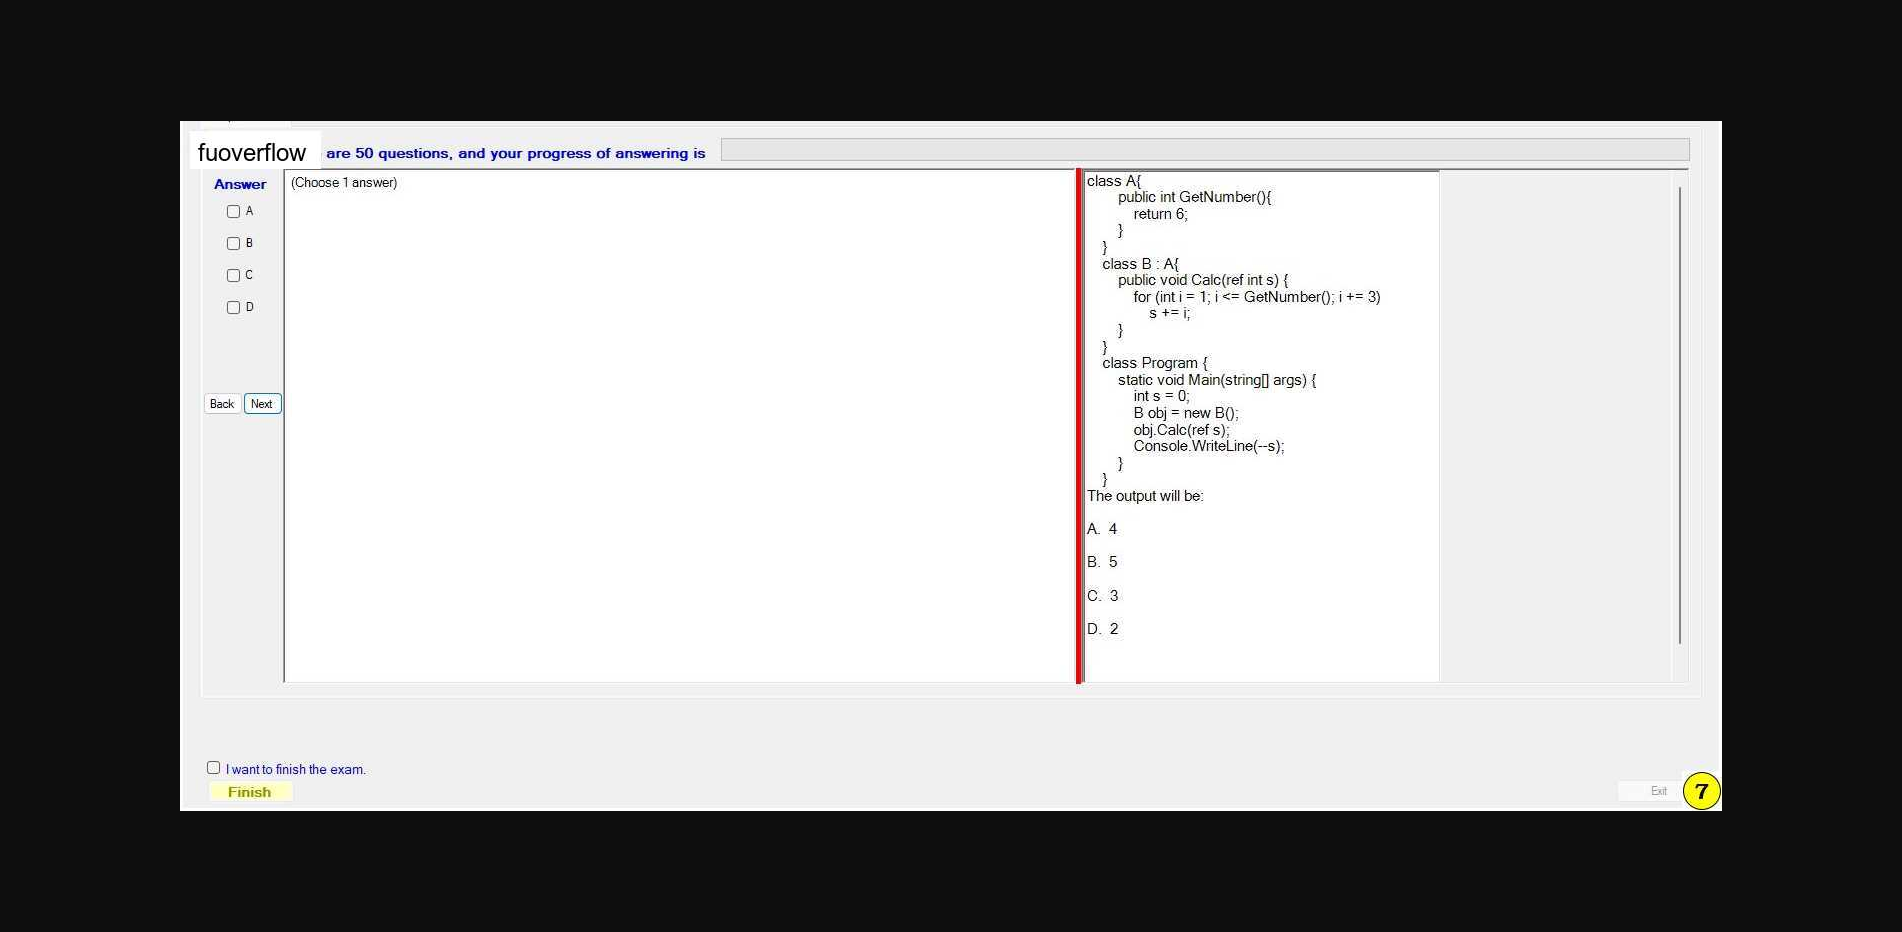 fuoverflow are 50 questions, and your progress of answering is
Answer
A
B
C
D
Back Next
(Choose 1 answer)
class A{
public int GetNumber(){
return 6;
}
}
class B : A{
public void Calc(ref int s) {
for (int i = 1; i <= GetNumber(); i += 3)
s += i;
}
}
class Program {
static void Main(string[] args) {
int s = 0;
B obj = new B();
obj.Calc(ref s);
Console.WriteLine(--s);
}
}
The output will be:
A. 4
B. 5
C. 3
D. 2
I want to finish the exam.
Finish
Exit
7